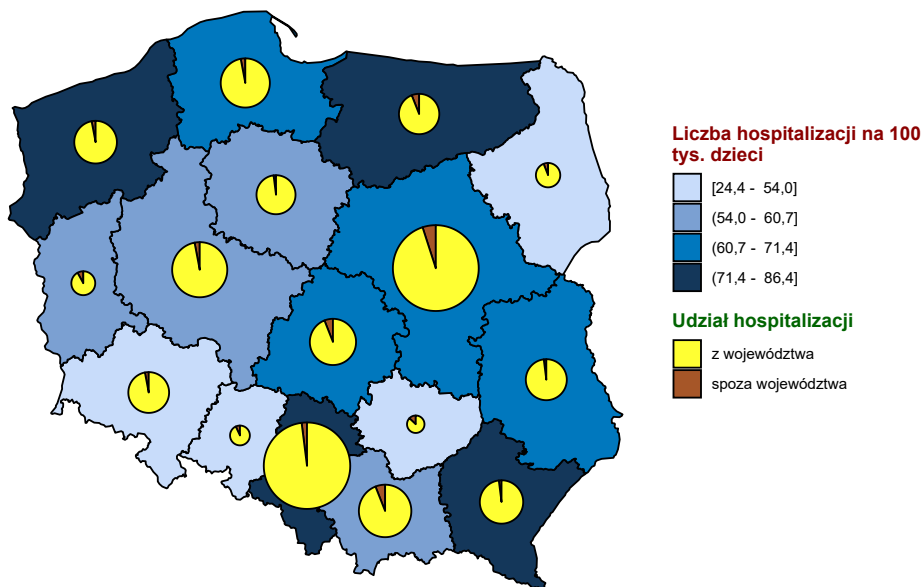 Liczba hospitalizacji na 100
tys. dzieci
[24,4 - 54,0]
(54,0 - 60,7]
(60,7 - 71,4]
(71,4 - 86,4]
Udział hospitalizacji
z województwa
spoza województwa